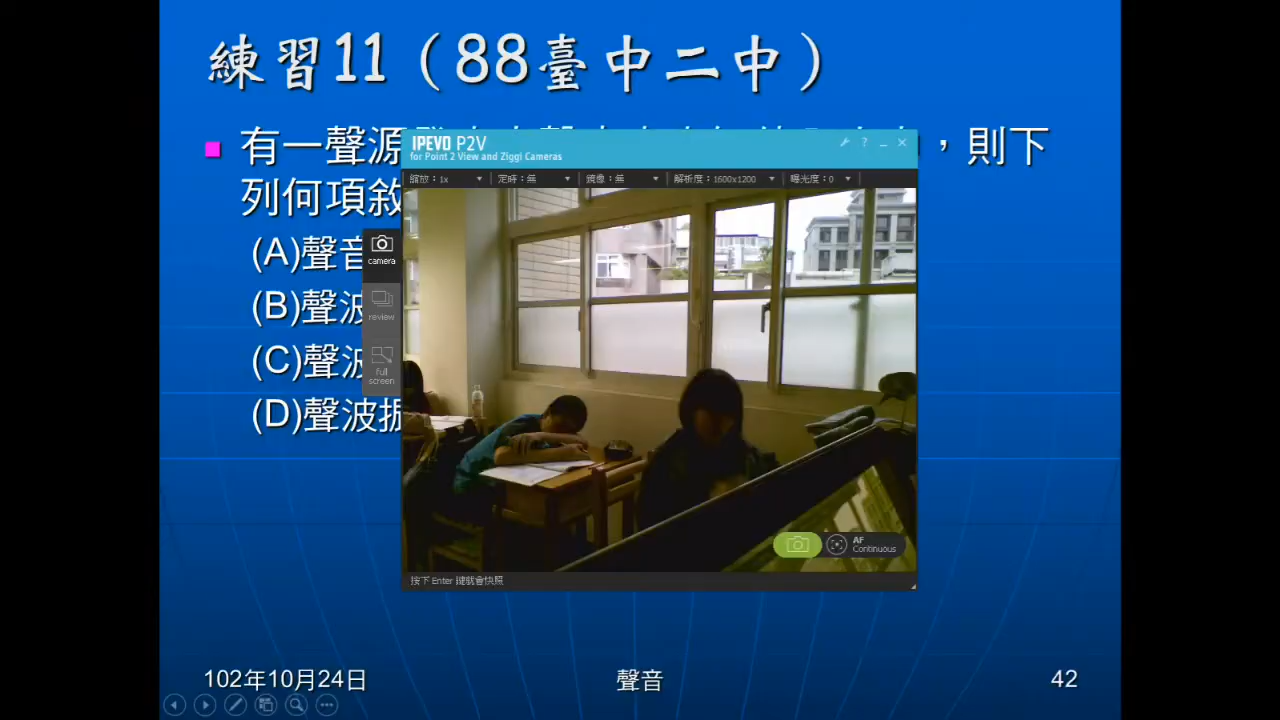 練習11（88臺中二中）
有一聲源
，則下
列何項敘
(A)聲音
(B)聲波
(C)聲波
(D)聲波振
IPEVO P2V
for Point 2 View and Ziggi Cameras
縮放：1x
定時：無
鏡像：無
解析度：1600x1200
曝光度：0
camera
review
Full
screen
AF
Continuous
按下 Enter 鍵就會快照
102年10月24日
聲音
42